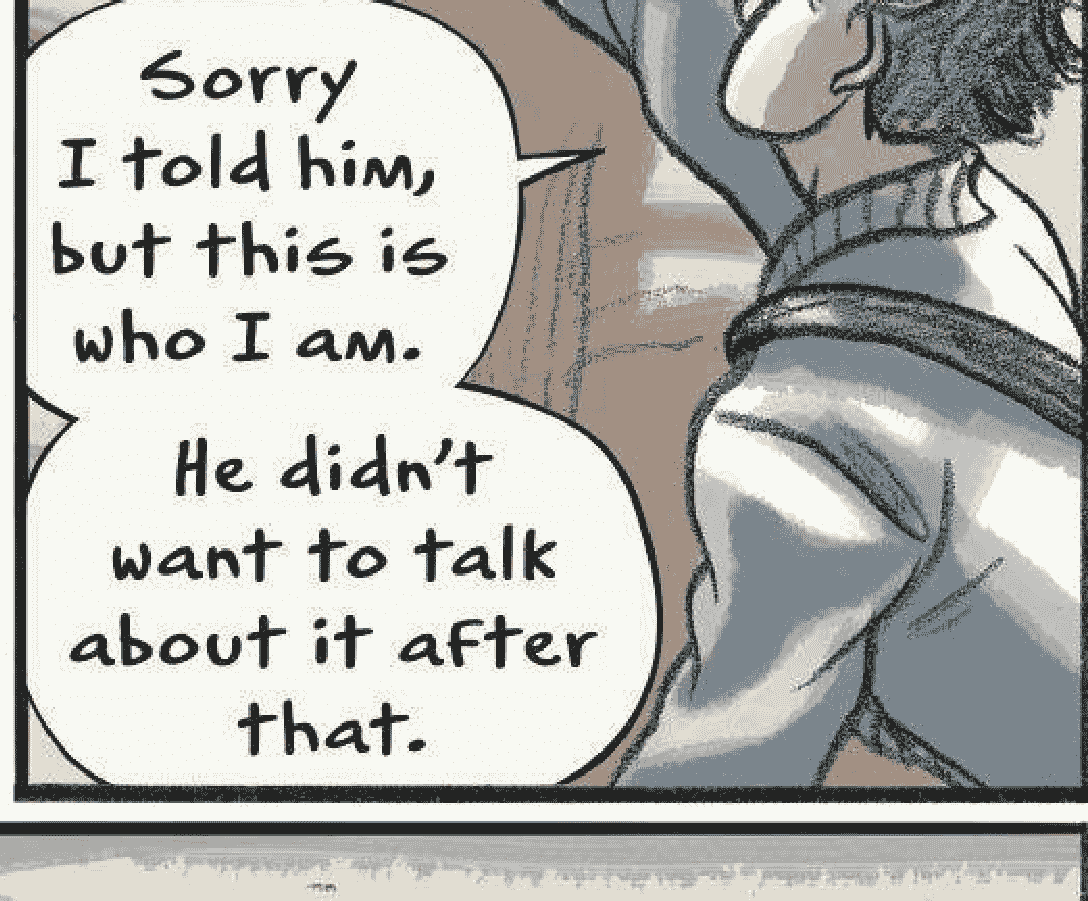 Sorry
I told him,
but this is
who I am.
He didn't
want to talk
about it after
that.